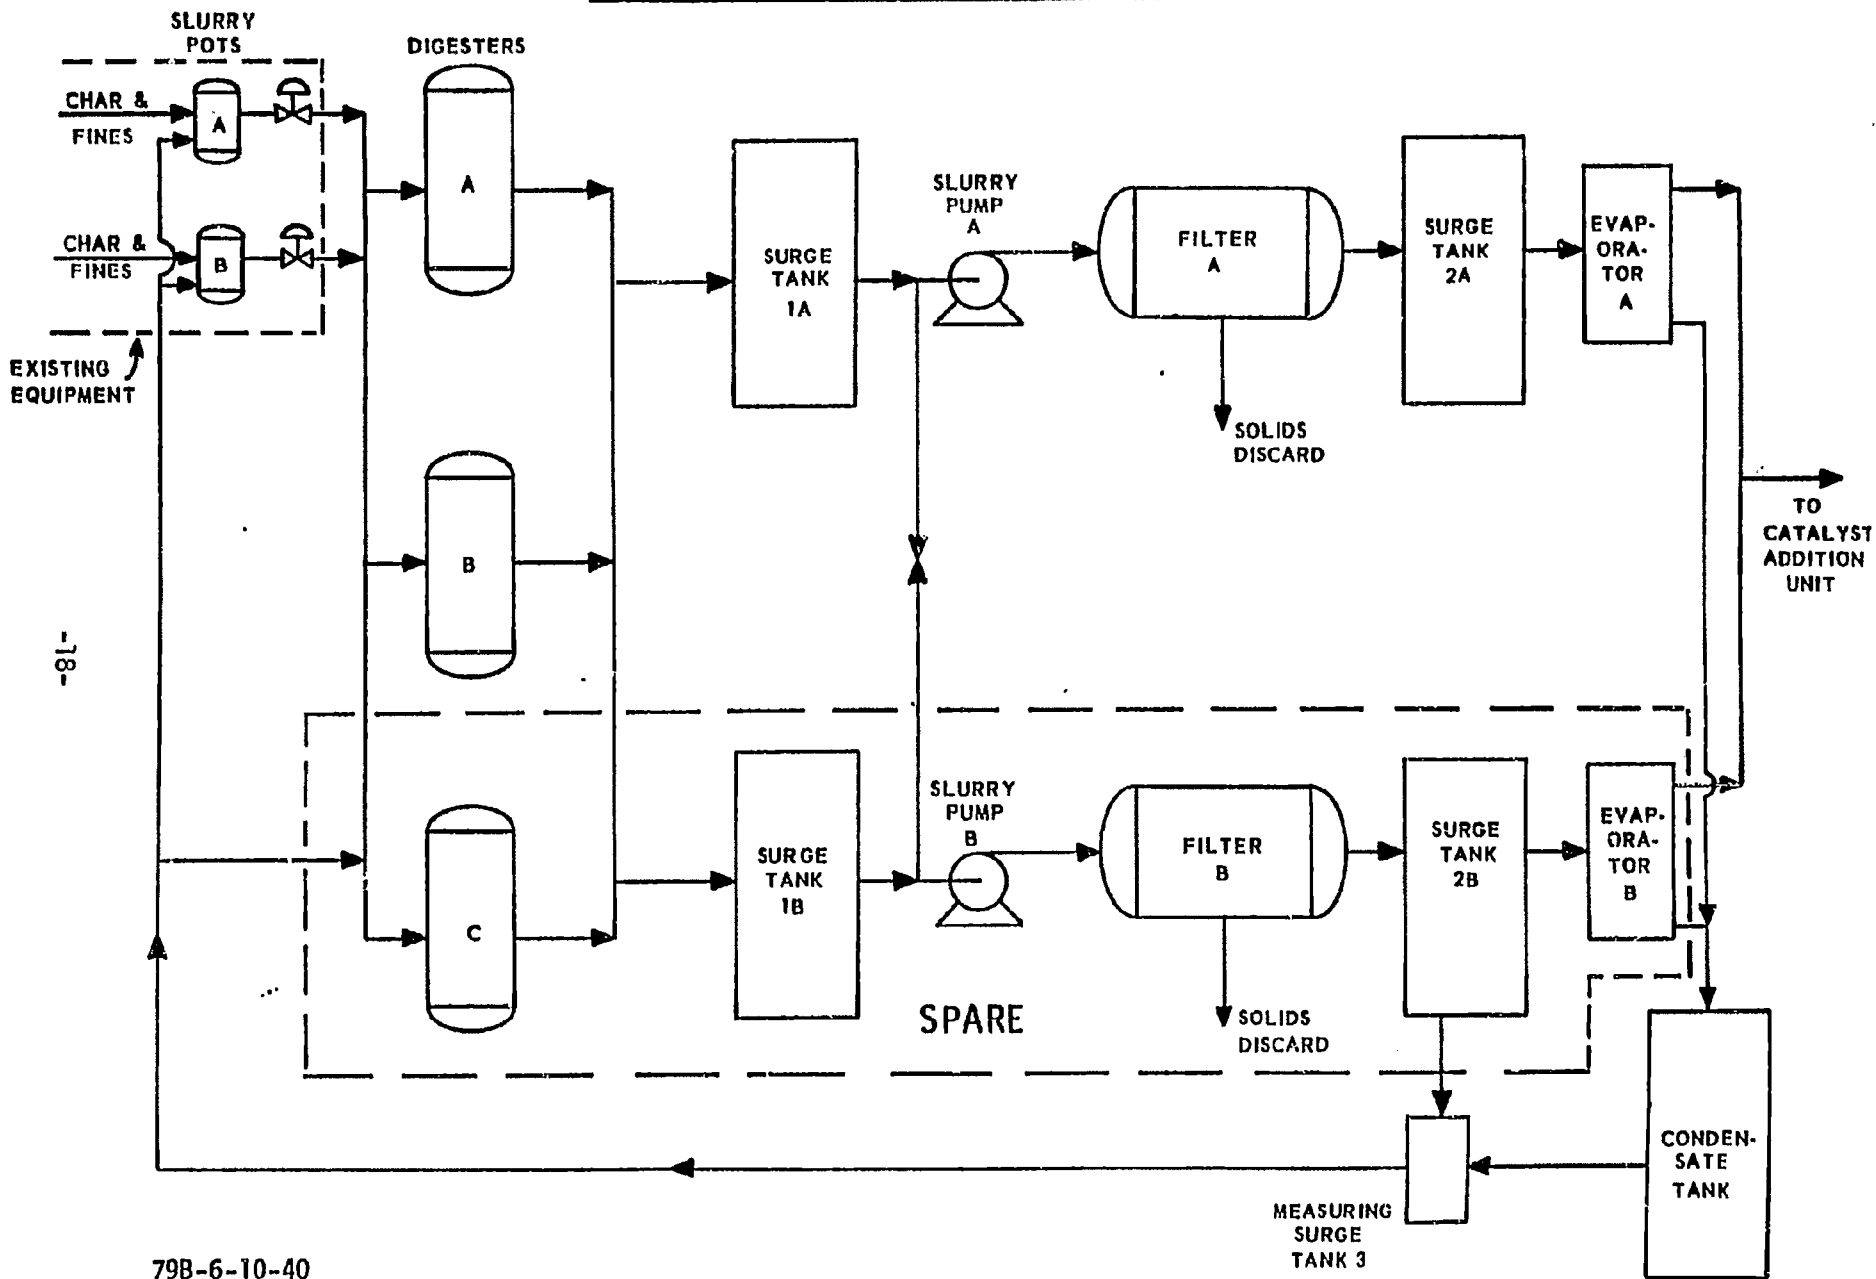 SLURRY
POTS
DIGESTERS
CHAR &
FINES
A
CHAR &
FINES
B
EXISTING
EQUIPMENT
A
B
C
SURGE
TANK
1A
SLURRY
PUMP
A
FILTER
A
SOLIDS
DISCARD
SURGE
TANK
2A
EVAP-
ORA-
TOR
A
TO
CATALYST
ADDITION
UNIT
-18-
SURGE
TANK
1B
SLURRY
PUMP
B
FILTER
B
SOLIDS
DISCARD
SURGE
TANK
2B
EVAP-
ORA-
TOR
B
SPARE
CONDEN-
SATE
TANK
MEASURING
SURGE
TANK 3
79B-6-10-40